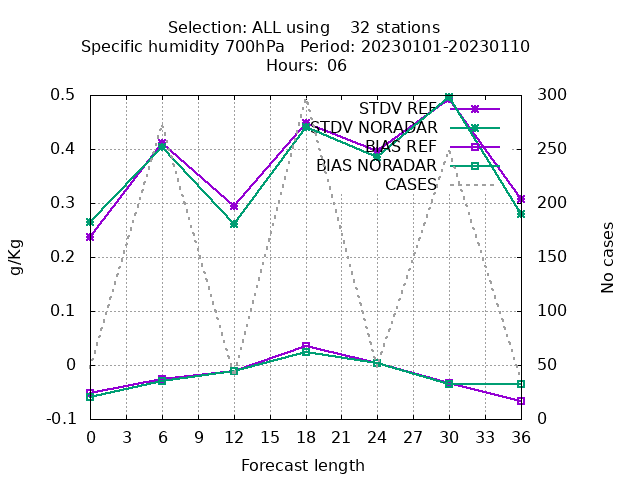 Selection: ALL using    32 stations
Specific humidity 700hPa   Period: 20230101-20230110
Hours:  06
STDV REF
STDV NORADAR
BIAS REF
BIAS NORADAR
CASES
0.5
0.4
0.3
0.2
0.1
0
-0.1
g/Kg
300
250
200
150
100
50
0
No cases
0 3 6 9 12 15 18 21 24 27 30 33 36
Forecast length